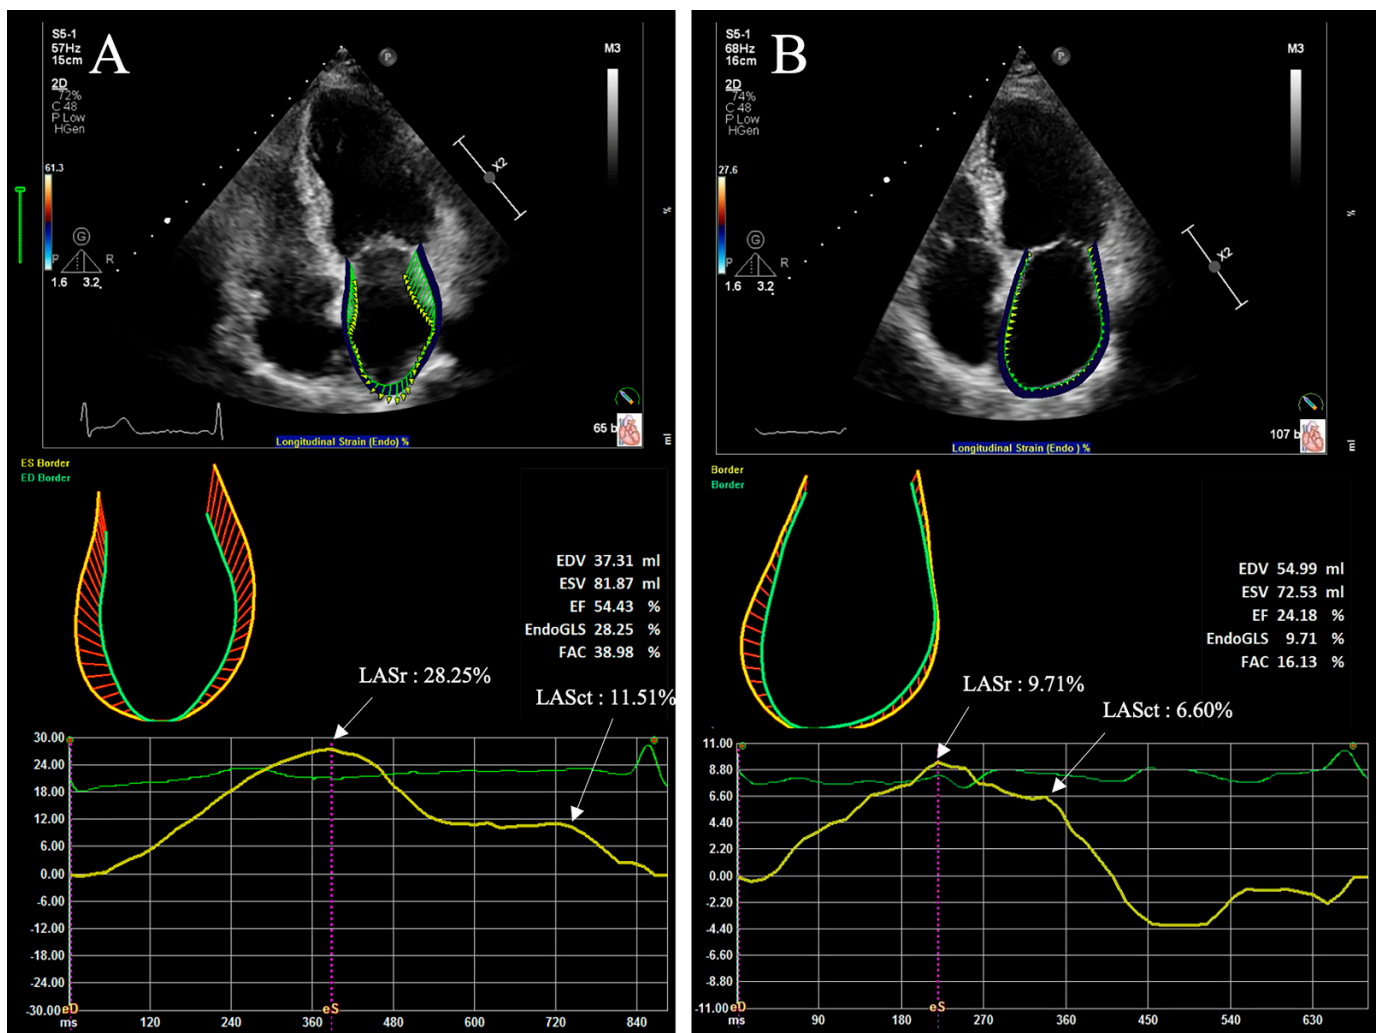 A
S5-1
57Hz
15cm
2D
72%
C 48
P Low
HGen
M3
61.3
X2
G
P
R
1.6 3.2
P
%
65 b
ml
Longitudinal Strain (Endo) %
ES Border
ED Border
EDV 37.31 ml
ESV 81.87 ml
EF 54.43 %
EndoGLS 28.25 %
FAC 38.98 %
LASr : 28.25%
LASct : 11.51%
30.00
24.00
18.00
12.00
6.00
0.00
-6.00
-12.00
-18.00
-24.00
-30.00
eD
eS
ms 120 240 360 480 600 720 840
B
S5-1
68Hz
16cm
2D
74%
C 48
P Low
HGen
M3
27.6
X2
G
P
R
1.6 3.2
P
%
107 b
ml
Longitudinal Strain (Endo ) %
Border
Border
EDV 54.99 ml
ESV 72.53 ml
EF 24.18 %
EndoGLS 9.71 %
FAC 16.13 %
LASr : 9.71%
LASct : 6.60%
11.00
8.80
6.60
4.40
2.20
0.00
-2.20
-4.40
-6.60
-8.80
-11.00
eD
eS
ms 90 180 270 360 450 540 630